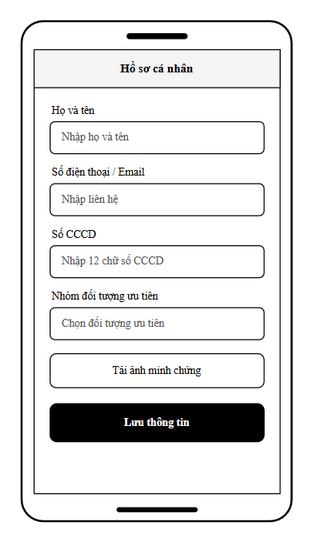 Hồ sơ cá nhân
Họ và tên
Nhập họ và tên
Số điện thoại / Email
Nhập liên hệ
Số CCCD
Nhập 12 chữ số CCCD
Nhóm đối tượng ưu tiên
Chọn đối tượng ưu tiên
Tải ảnh minh chứng
Lưu thông tin